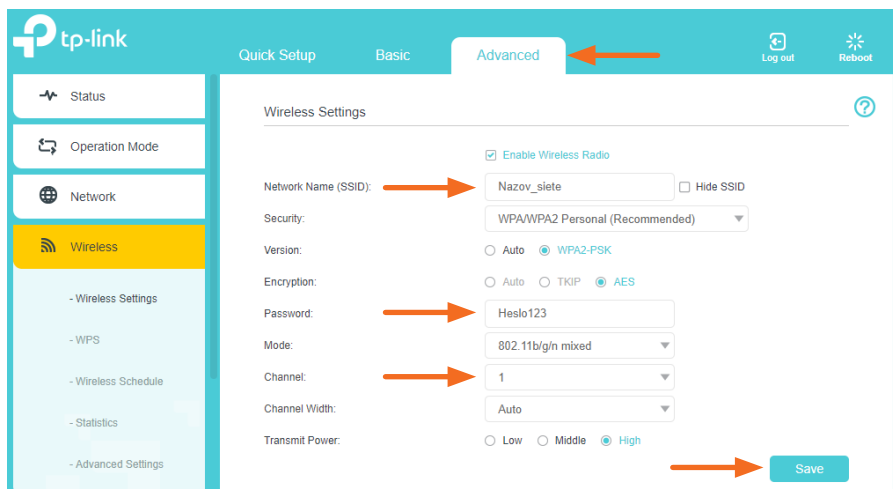 tp-link
Quick Setup Basic Advanced Log out Reboot
Status
Operation Mode
Network
Wireless
- Wireless Settings
- WPS
- Wireless Schedule
- Statistics
- Advanced Settings
Wireless Settings ?
Enable Wireless Radio
Network Name (SSID): Nazov_siete Hide SSID
Security: WPA/WPA2 Personal (Recommended)
Version: Auto WPA2-PSK
Encryption: Auto TKIP AES
Password: Heslo123
Mode: 802.11b/g/n mixed
Channel: 1
Channel Width: Auto
Transmit Power: Low Middle High
Save